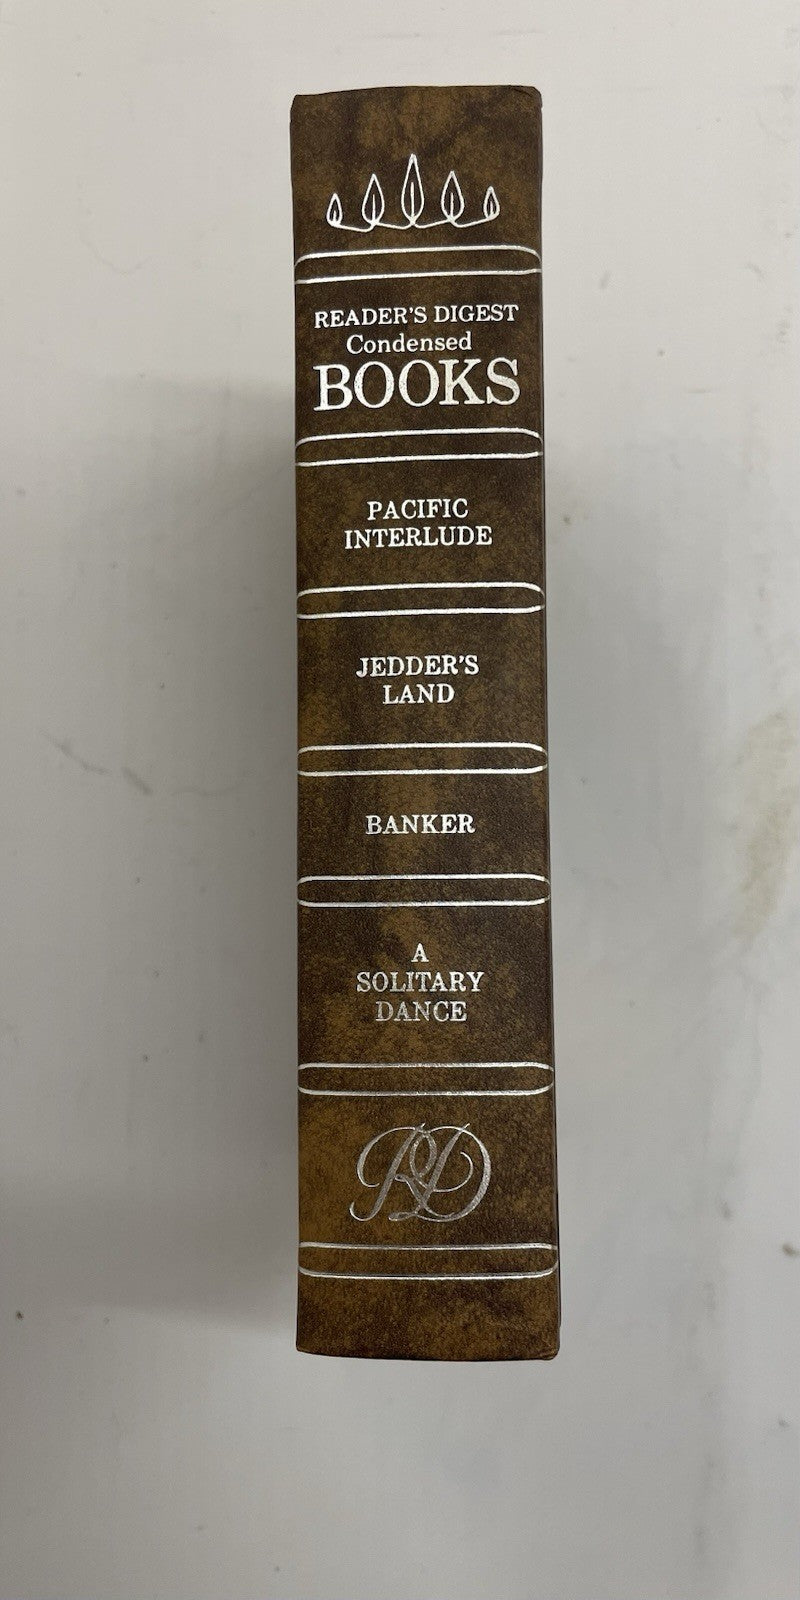 READER'S DIGEST
Condensed
BOOKS
PACIFIC
INTERLUDE
JEDDER'S
LAND
BANKER
A
SOLITARY
DANCE
RD